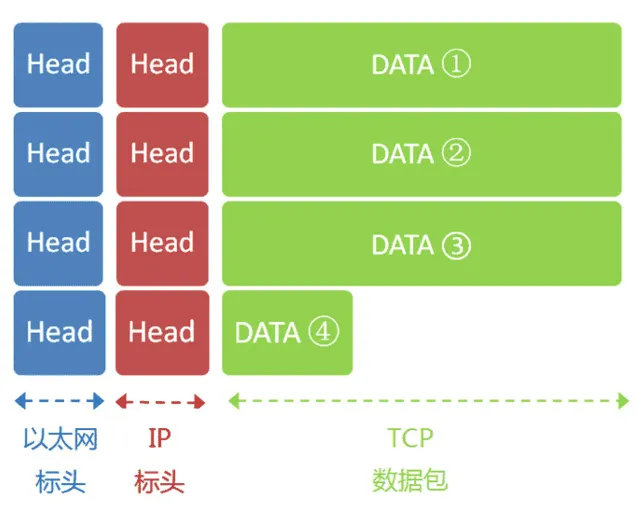 Head Head DATA ①
Head Head DATA ②
Head Head DATA ③
Head Head DATA ④
以太网 IP TCP
标头 标头 数据包